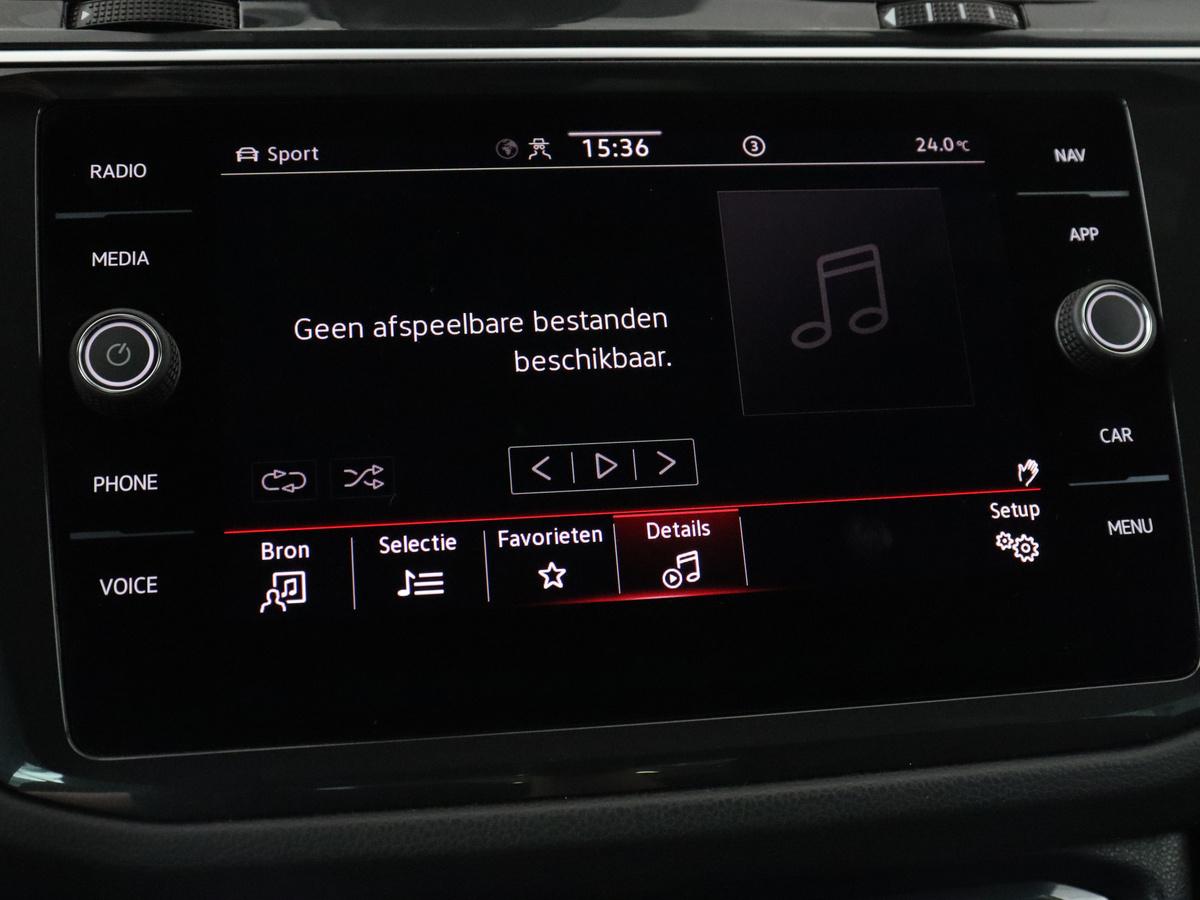 RADIO
MEDIA
PHONE
VOICE
Sport
15:36
3
24.0°C
Geen afspeelbare bestanden
beschikbaar.
Bron
Selectie
Favorieten
Details
Setup
NAV
APP
CAR
MENU